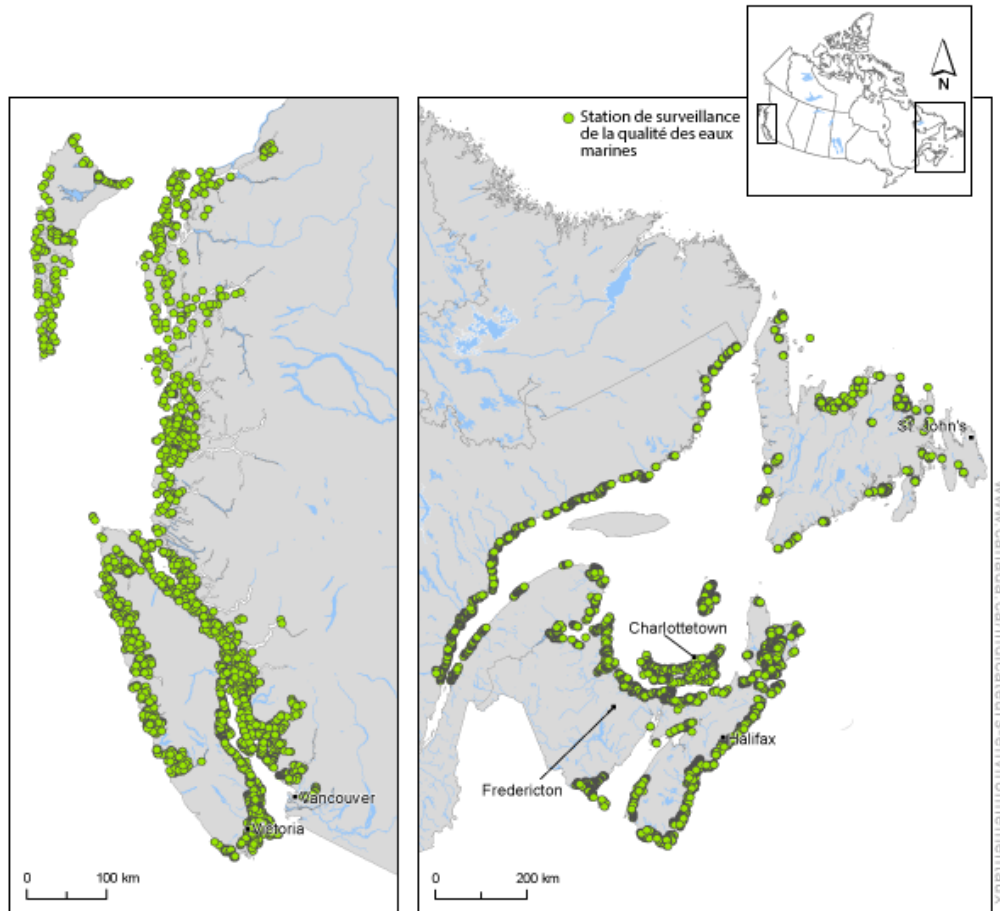 N
Station de surveillance
de la qualité des eaux
marines
St. John's
Charlottetown
Halifax
Fredericton
Vancouver
Victoria
0 100 km
0 200 km